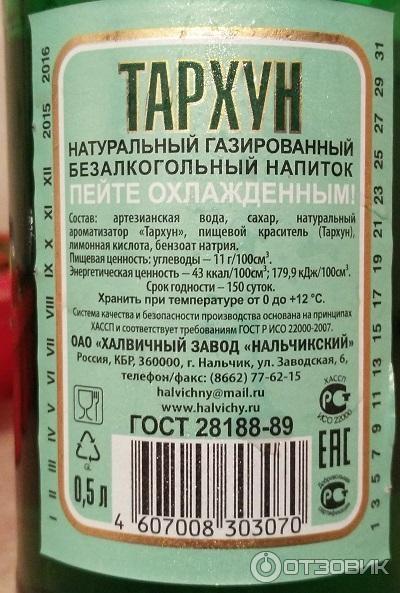 ТАРХУН
НАТУРАЛЬНЫЙ ГАЗИРОВАННЫЙ
БЕЗАЛКОГОЛЬНЫЙ НАПИТОК
ПЕЙТЕ ОХЛАЖДЕННЫМ!
Состав: артезианская вода, сахар, натуральный
ароматизатор «Тархун», пищевой краситель (Тархун),
лимонная кислота, бензоат натрия.
Пищевая ценность: углеводы – 11 г/100см³.
Энергетическая ценность – 43 ккал/100см³; 179,9 кДж/100см³.
Срок годности – 150 суток.
Хранить при температуре от 0 до +12 °С.
Система качества и безопасности производства основана на принципах
ХАССП и соответствует требованиям ГОСТ Р ИСО 22000-2007.
ОАО «ХАЛВИЧНЫЙ ЗАВОД «НАЛЬЧИКСКИЙ»
Россия, КБР, 360000, г. Нальчик, ул. Заводская, 6,
телефон/факс: (8662) 77-62-15
halvichny@mail.ru
www.halvichy.ru
ГОСТ 28188-89
ХАССП
ИСО 22000
GL
0,5 л
EAC
Добровольная
сертификация
4 607008 303070
I II III IV V VI VII VIII IX X XI XII 2015 2016
1 3 5 7 9 11 13 15 17 19 21 23 25 27 29 31
ОТЗОВИК